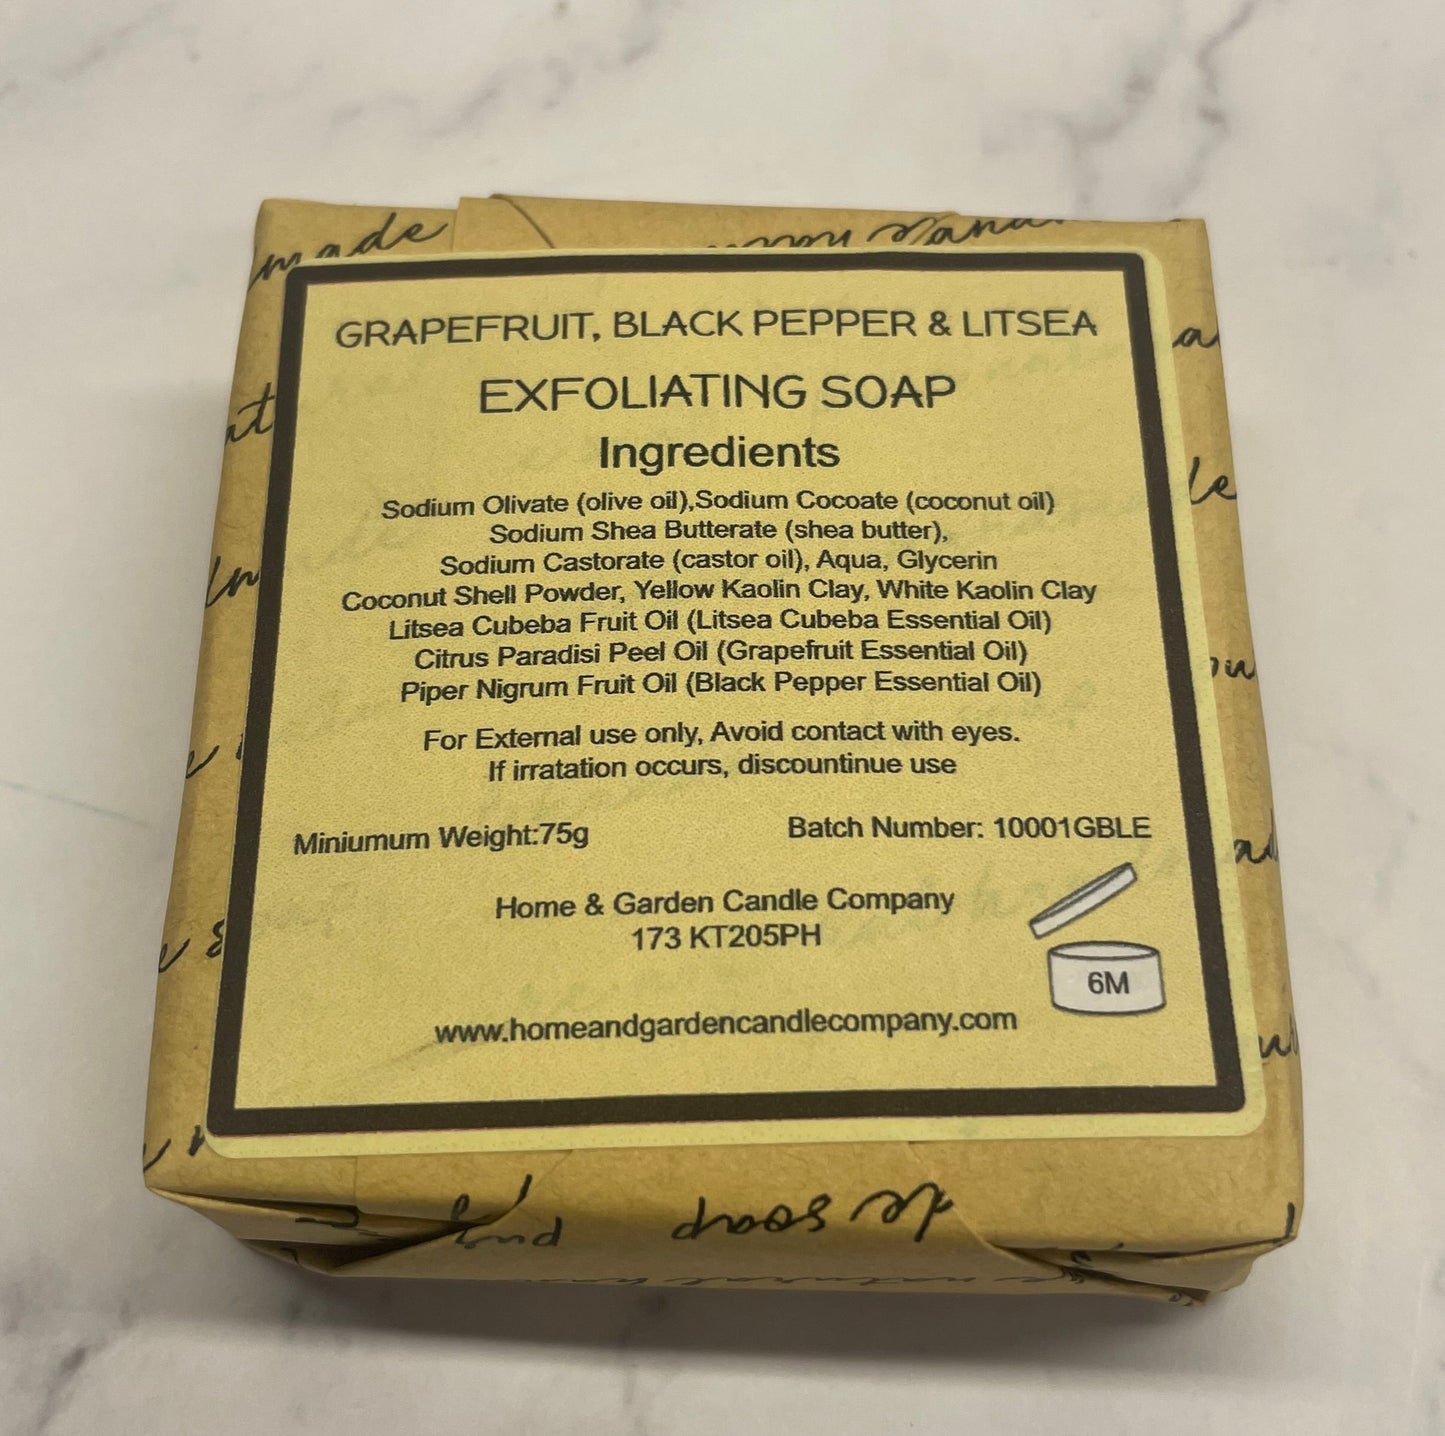 made
GRAPEFRUIT, BLACK PEPPER & LITSEA
EXFOLIATING SOAP
Ingredients
Sodium Olivate (olive oil),Sodium Cocoate (coconut oil)
Sodium Shea Butterate (shea butter),
Sodium Castorate (castor oil), Aqua, Glycerin
Coconut Shell Powder, Yellow Kaolin Clay, White Kaolin Clay
Litsea Cubeba Fruit Oil (Litsea Cubeba Essential Oil)
Citrus Paradisi Peel Oil (Grapefruit Essential Oil)
Piper Nigrum Fruit Oil (Black Pepper Essential Oil)
For External use only, Avoid contact with eyes.
If irratation occurs, discountinue use
Miniumum Weight:75g
Batch Number: 10001GBLE
Home & Garden Candle Company
173 KT205PH
6M
www.homeandgardencandlecompany.com
soap
natural